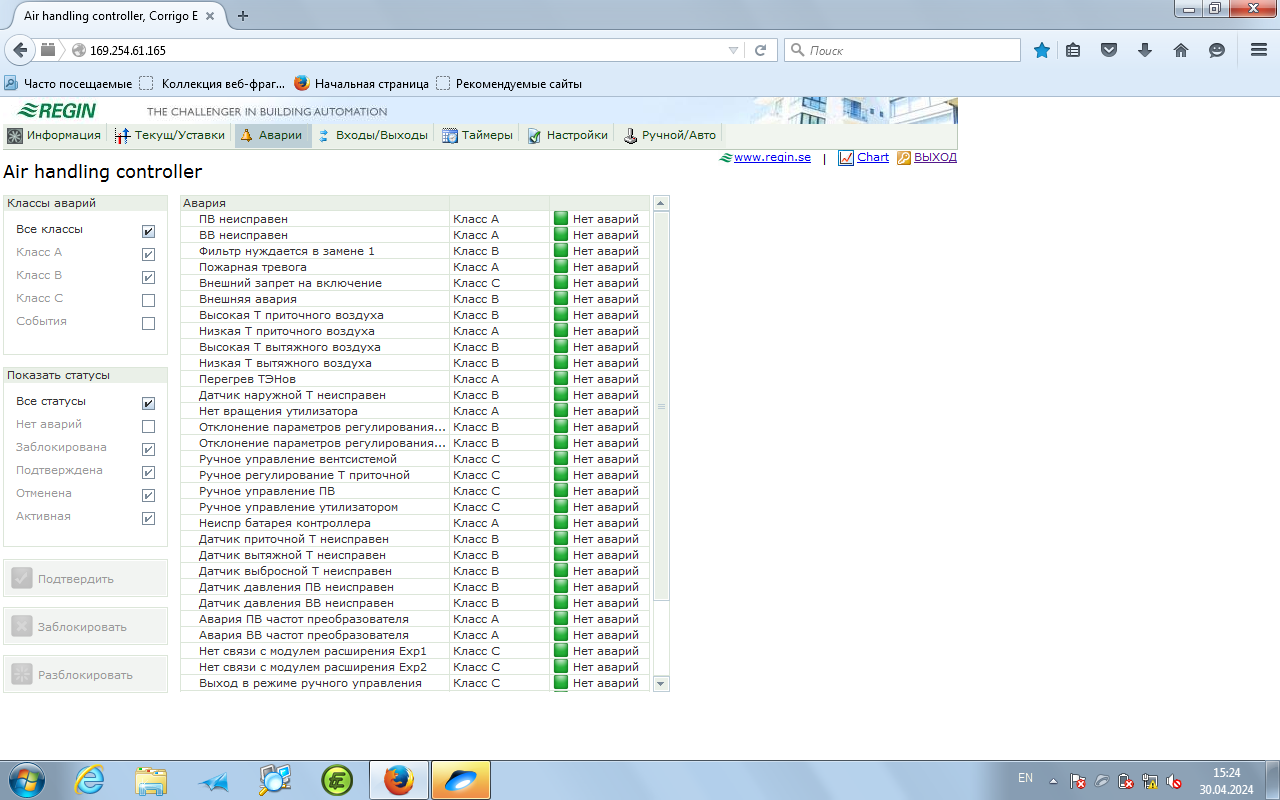 Air handling controller, Corrigo E
169.254.61.165
Поиск
Часто посещаемые
Коллекция веб-фраг...
Начальная страница
Рекомендуемые сайты
REGIN
THE CHALLENGER IN BUILDING AUTOMATION
Информация
Текущ/Уставки
Аварии
Входы/Выходы
Таймеры
Настройки
Ручной/Авто
www.regin.se | Chart ВЫХОД
Air handling controller
Классы аварий
Все классы
Класс A
Класс B
Класс C
События
Показать статусы
Все статусы
Нет аварий
Заблокирована
Подтверждена
Отменена
Активная
Подтвердить
Заблокировать
Разблокировать
Авария
ПВ неисправен Класс A Нет аварий
ВВ неисправен Класс A Нет аварий
Фильтр нуждается в замене 1 Класс B Нет аварий
Пожарная тревога Класс A Нет аварий
Внешний запрет на включение Класс C Нет аварий
Внешняя авария Класс B Нет аварий
Высокая Т приточного воздуха Класс B Нет аварий
Низкая Т приточного воздуха Класс A Нет аварий
Высокая Т вытяжного воздуха Класс B Нет аварий
Низкая Т вытяжного воздуха Класс B Нет аварий
Перегрев ТЭНов Класс A Нет аварий
Датчик наружной Т неисправен Класс B Нет аварий
Нет вращения утилизатора Класс A Нет аварий
Отклонение параметров регулирования... Класс B Нет аварий
Отклонение параметров регулирования... Класс B Нет аварий
Ручное управление вентсистемой Класс C Нет аварий
Ручное регулирование Т приточной Класс C Нет аварий
Ручное управление ПВ Класс C Нет аварий
Ручное управление утилизатором Класс C Нет аварий
Неиспр батарея контроллера Класс A Нет аварий
Датчик приточной Т неисправен Класс B Нет аварий
Датчик вытяжной Т неисправен Класс B Нет аварий
Датчик выбросной Т неисправен Класс B Нет аварий
Датчик давления ПВ неисправен Класс B Нет аварий
Датчик давления ВВ неисправен Класс B Нет аварий
Авария ПВ частот преобразователя Класс A Нет аварий
Авария ВВ частот преобразователя Класс A Нет аварий
Нет связи с модулем расширения Exp1 Класс C Нет аварий
Нет связи с модулем расширения Exp2 Класс C Нет аварий
Выход в режиме ручного управления Класс C Нет аварий
EN
15:24
30.04.2024